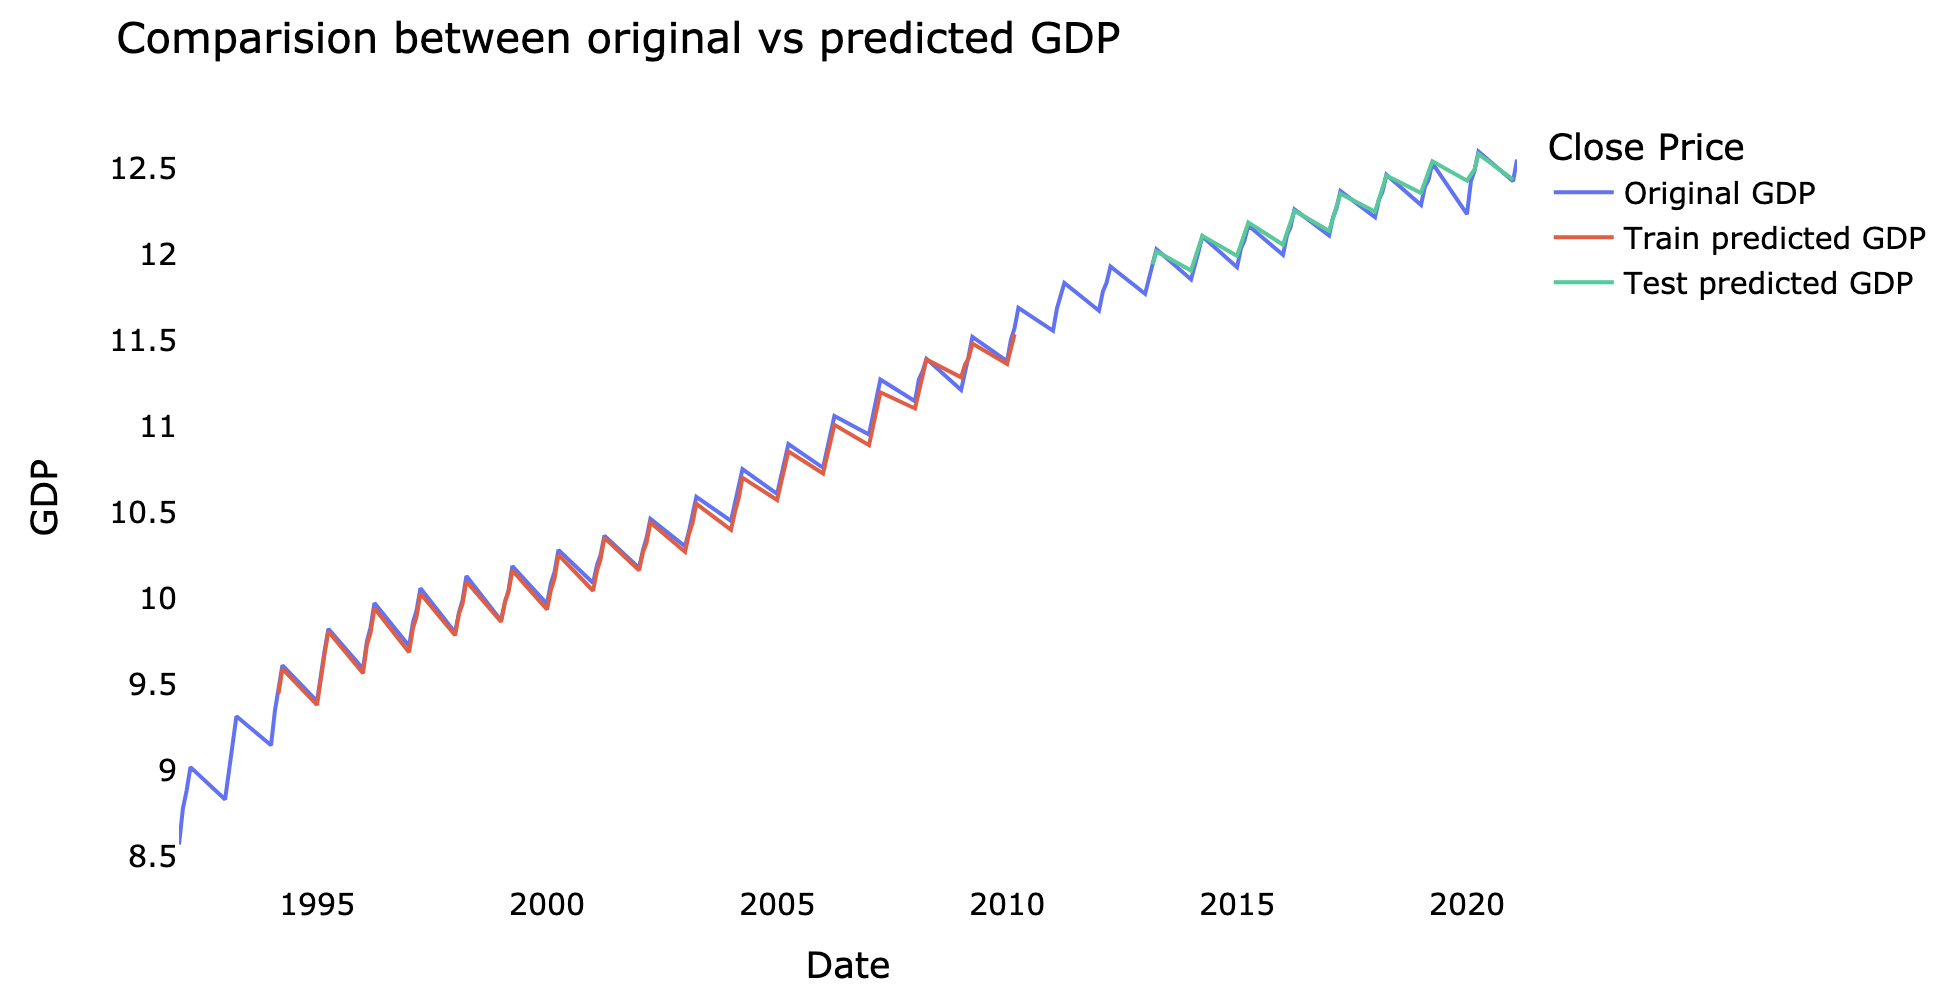 Comparision between original vs predicted GDP
Close Price
Original GDP
Train predicted GDP
Test predicted GDP
12.5
12
11.5
11
10.5
10
9.5
9
8.5
GDP
1995 2000 2005 2010 2015 2020
Date